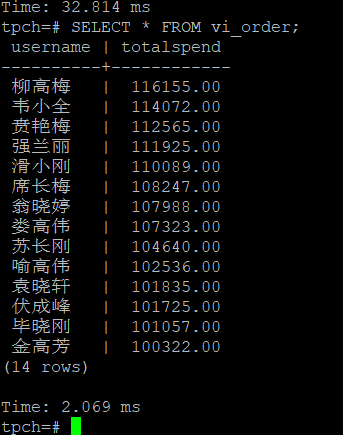 Time: 32.814 ms
tpch=# SELECT * FROM vi_order;
 username | totalspend
----------+------------
 柳高梅   |  116155.00
 韦小全   |  114072.00
 贲艳梅   |  112565.00
 强兰丽   |  111925.00
 滑小刚   |  110089.00
 席长梅   |  108247.00
 翁晓婷   |  107988.00
 娄高伟   |  107323.00
 苏长刚   |  104640.00
 喻高伟   |  102536.00
 袁晓轩   |  101835.00
 伏成峰   |  101725.00
 毕晓刚   |  101057.00
 金高芳   |  100322.00
(14 rows)

Time: 2.069 ms
tpch=#